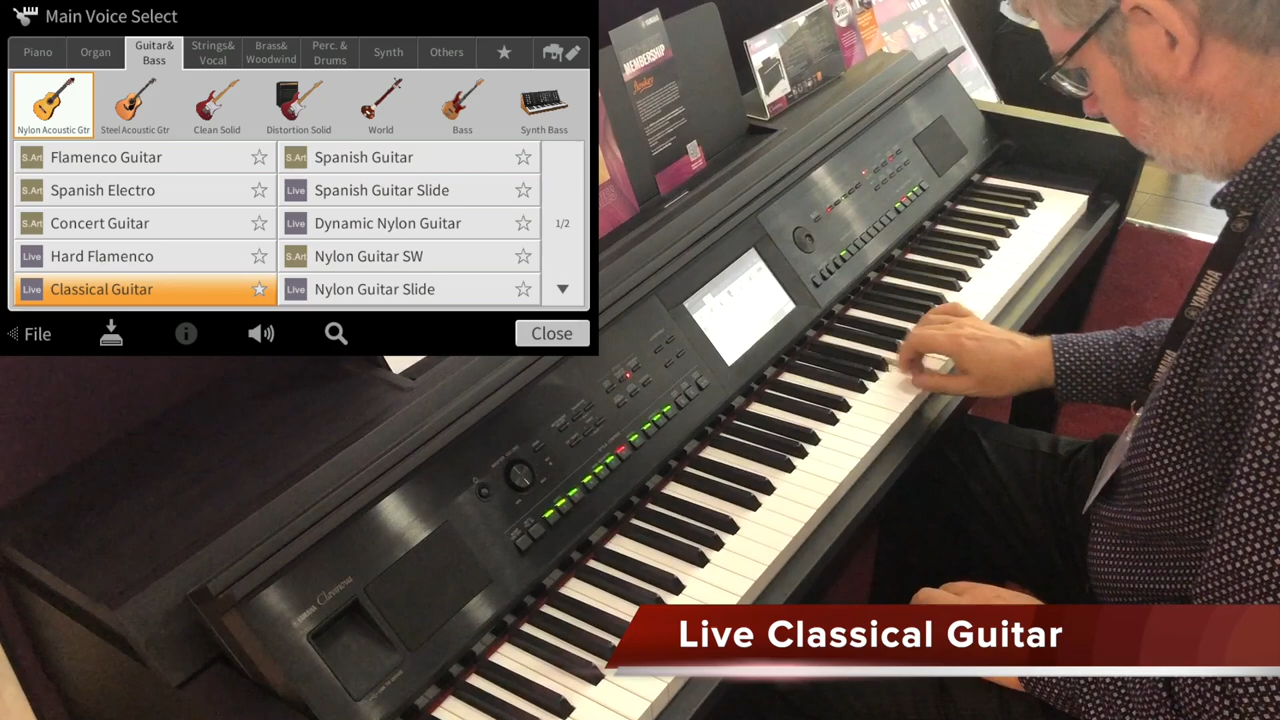 Main Voice Select
Piano
Organ
Guitar&
Bass
Strings&
Vocal
Brass&
Woodwind
Perc. &
Drums
Synth
Others
Nylon Acoustic Gtr
Steel Acoustic Gtr
Clean Solid
Distortion Solid
World
Bass
Synth Bass
S.Art Flamenco Guitar
S.Art Spanish Guitar
S.Art Spanish Electro
Live Spanish Guitar Slide
S.Art Concert Guitar
Live Dynamic Nylon Guitar
1/2
Live Hard Flamenco
S.Art Nylon Guitar SW
Live Classical Guitar
Live Nylon Guitar Slide
File
Close
YAMAHA
MEMBERSHIP
YAMAHA
YAMAHA
YAMAHA Clavinova
Live Classical Guitar